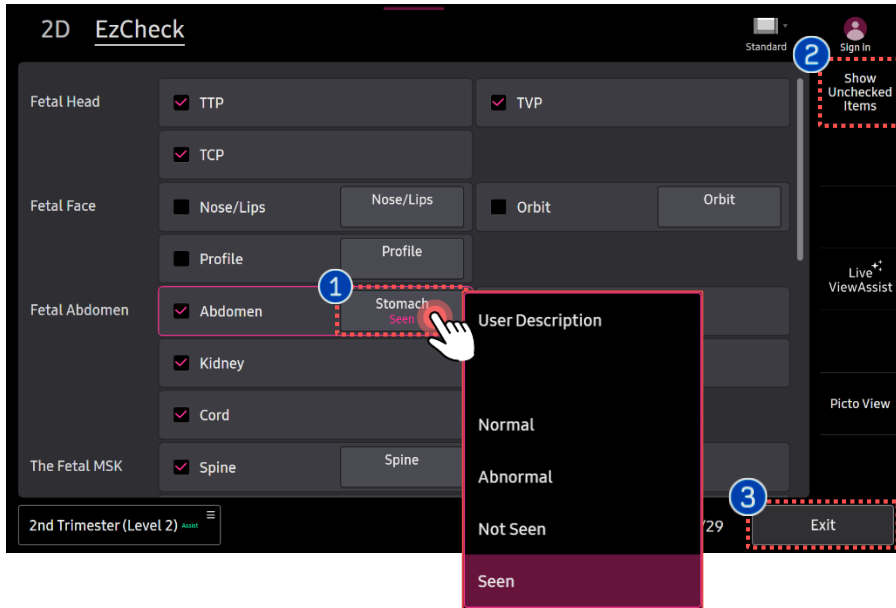 2D EzCheck
Standard
Sign In
2
Show
Unchecked
Items
Fetal Head
TTP
TVP
TCP
Fetal Face
Nose/Lips
Nose/Lips
Orbit
Orbit
Profile
Profile
1
Live
ViewAssist
Fetal Abdomen
Abdomen
Stomach
Seen
User Description
Kidney
Picto View
Cord
Normal
The Fetal MSK
Spine
Spine
Abnormal
3
2nd Trimester (Level 2) Assist
Not Seen
/29
Exit
Seen